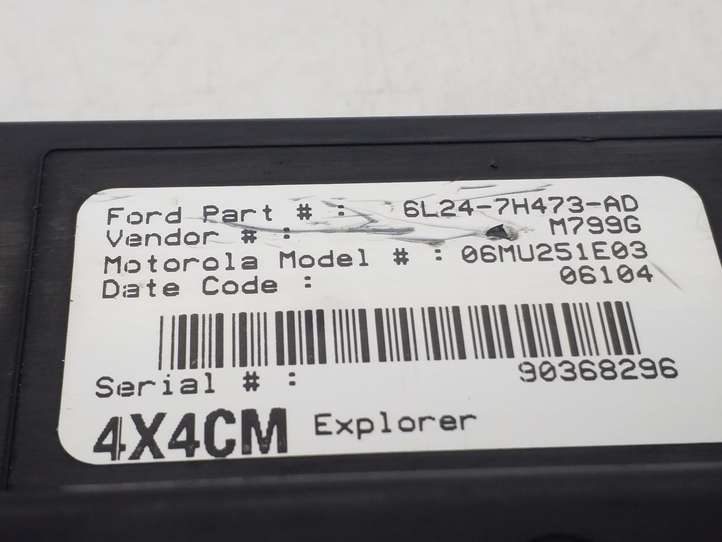 Ford Part # : 6L24-7H473-AD
Vendor # : M799G
Motorola Model # : 06MU251E03
Date Code : 06104
Serial # : 90368296
4X4CM Explorer